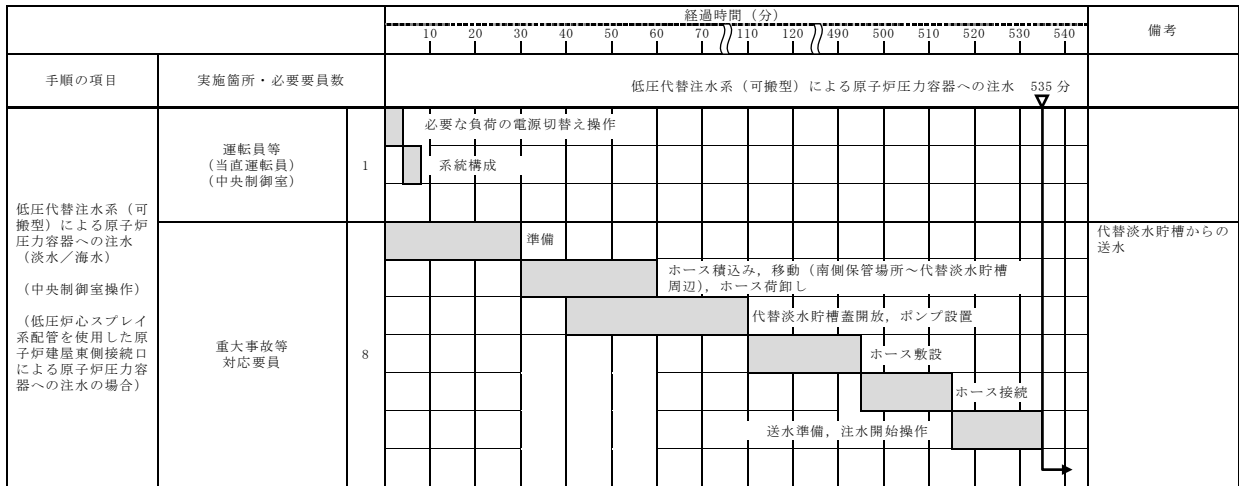 経過時間（分）
備考
10 20 30 40 50 60 70 110 120 490 500 510 520 530 540
手順の項目
実施箇所・必要要員数
低圧代替注水系（可搬型）による原子炉圧力容器への注水 535 分
低圧代替注水系（可
搬型）による原子炉
圧力容器への注水
（淡水／海水）
（中央制御室操作）
（低圧炉心スプレイ
系配管を使用した原
子炉建屋東側接続口
による原子炉圧力容
器への注水の場合）
運転員等
（当直運転員）
（中央制御室）
1
必要な負荷の電源切替え操作
系統構成
重大事故等
対応要員
8
準備
ホース積込み，移動（南側保管場所～代替淡水貯槽
周辺），ホース荷卸し
代替淡水貯槽蓋開放，ポンプ設置
ホース敷設
ホース接続
送水準備，注水開始操作
代替淡水貯槽からの
送水